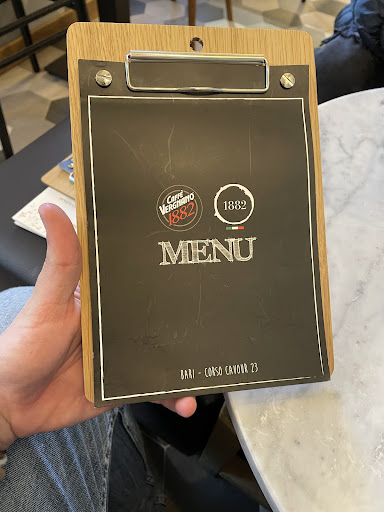 Caffè
VERGNANO
1882
1882
MENU
BARI - CORSO CAVOUR 23